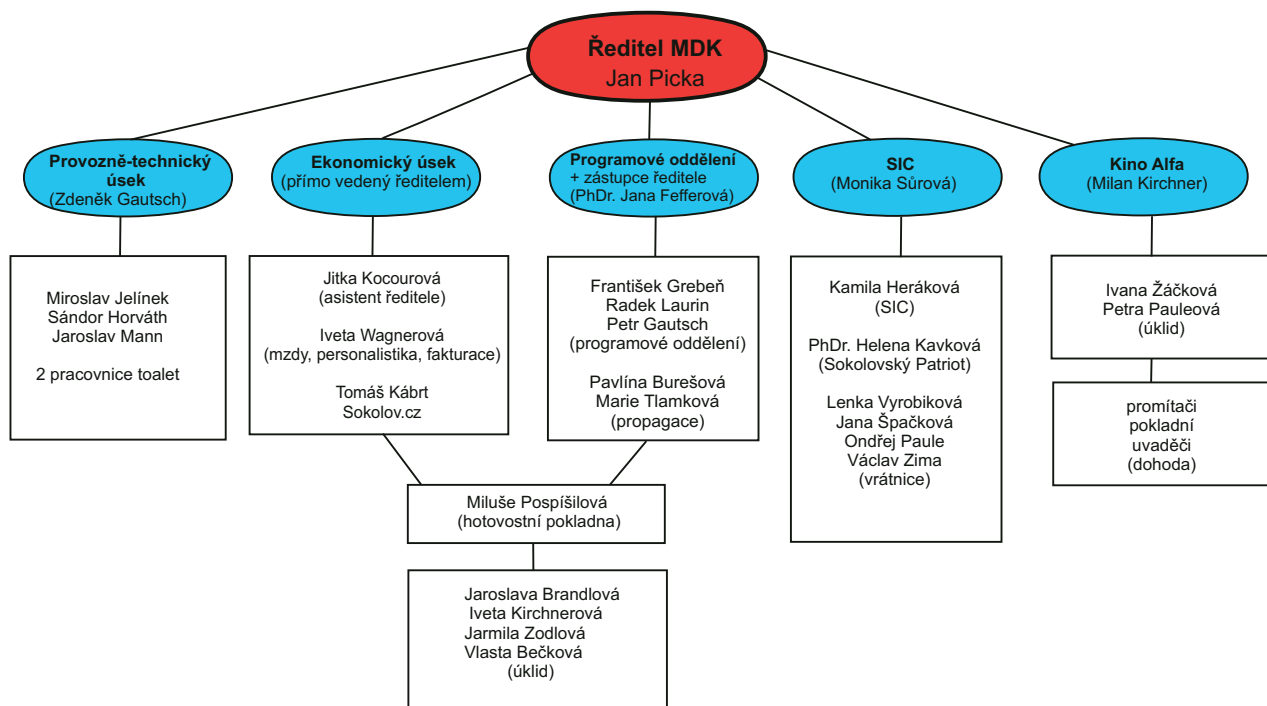 Ředitel MDK
Jan Picka
Provozně-technický
úsek
(Zdeněk Gautsch)
Ekonomický úsek
(přímo vedený ředitelem)
Programové oddělení
+ zástupce ředitele
(PhDr. Jana Fefferová)
SIC
(Monika Sůrová)
Kino Alfa
(Milan Kirchner)
Miroslav Jelínek
Sándor Horváth
Jaroslav Mann
2 pracovnice toalet
Jitka Kocourová
(asistent ředitele)
Iveta Wagnerová
(mzdy, personalistika, fakturace)
Tomáš Kábrt
Sokolov.cz
František Grebeň
Radek Laurin
Petr Gautsch
(programové oddělení)
Pavlína Burešová
Marie Tlamková
(propagace)
Kamila Heráková
(SIC)
PhDr. Helena Kavková
(Sokolovský Patriot)
Lenka Vyrobiková
Jana Špačková
Ondřej Paule
Václav Zima
(vrátnice)
Ivana Žáčková
Petra Pauleová
(úklid)
promítači
pokladní
uvaděči
(dohoda)
Miluše Pospíšilová
(hotovostní pokladna)
Jaroslava Brandlová
Iveta Kirchnerová
Jarmila Zodlová
Vlasta Bečková
(úklid)